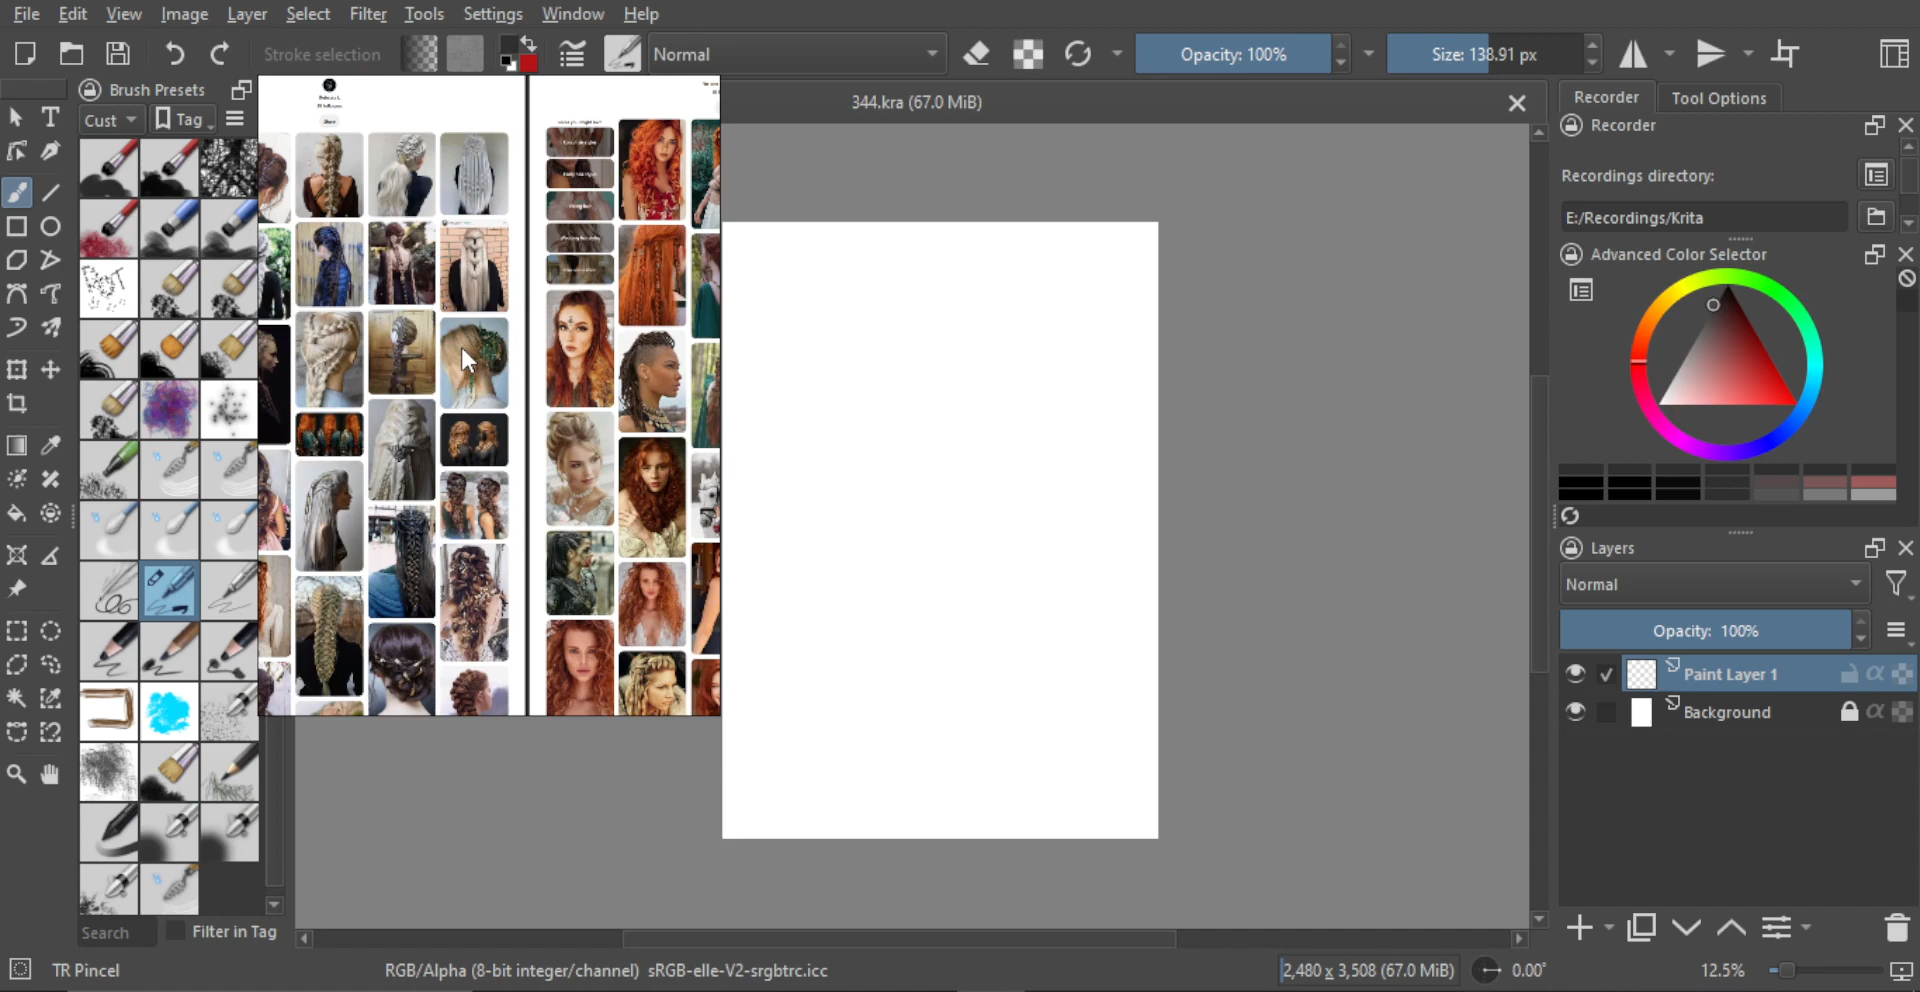 File Edit View Image Layer Select Filter Tools Settings Window Help
Stroke selection Normal Opacity: 100% Size: 138.91 px
Brush Presets
Cust Tag
344.kra (67.0 MiB)
Recorder Tool Options
Recorder
Recordings directory:
E:/Recordings/Krita
Advanced Color Selector
Layers
Normal
Opacity: 100%
Paint Layer 1
Background
Search Filter in Tag
TR Pincel RGB/Alpha (8-bit integer/channel) sRGB-elle-V2-srgbtrc.icc 2,480 x 3,508 (67.0 MiB) 0.00° 12.5%